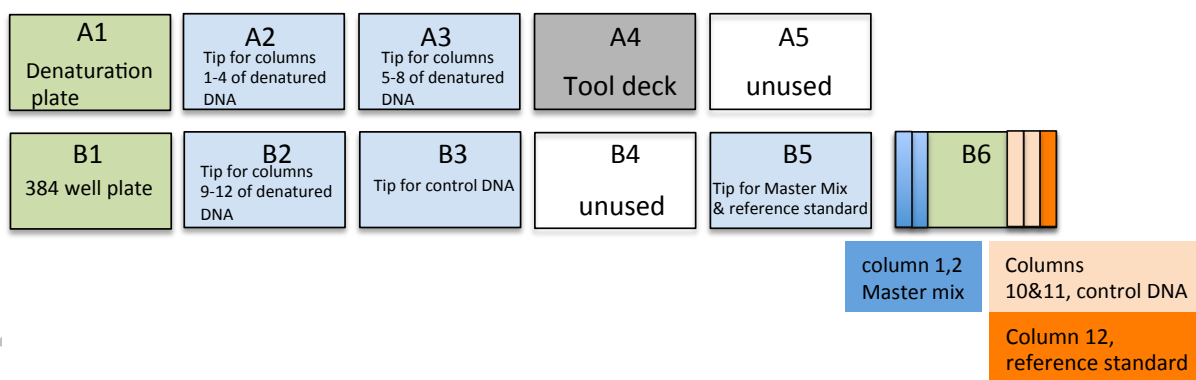 A1
Denaturation
plate
A2
Tip for columns
1-4 of denatured
DNA
A3
Tip for columns
5-8 of denatured
DNA
A4
Tool deck
A5
unused
B1
384 well plate
B2
Tip for columns
9-12 of denatured
DNA
B3
Tip for control DNA
B4
unused
B5
Tip for Master Mix
& reference standard
B6
column 1,2
Master mix
Columns
10&11, control DNA
Column 12,
reference standard